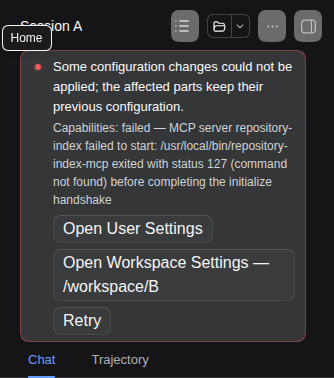 Session A
Home
Some configuration changes could not be
applied; the affected parts keep their
previous configuration.
Capabilities: failed — MCP server repository-
index failed to start: /usr/local/bin/repository-
index-mcp exited with status 127 (command
not found) before completing the initialize
handshake
Open User Settings
Open Workspace Settings —
/workspace/B
Retry
Chat Trajectory